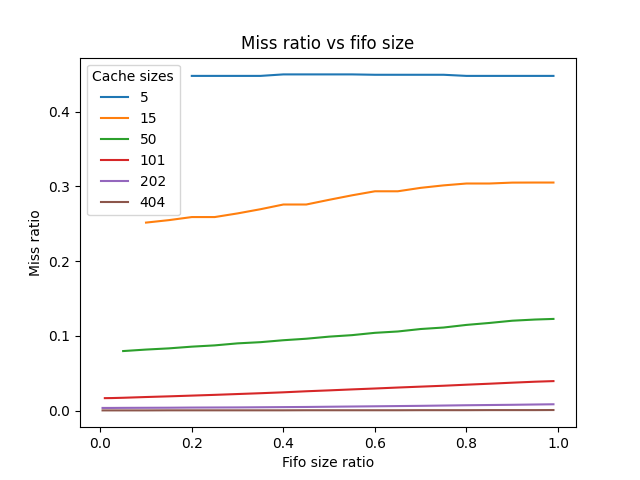 Miss ratio vs fifo size
Cache sizes
5
15
50
101
202
404
Miss ratio
0.4
0.3
0.2
0.1
0.0
0.0 0.2 0.4 0.6 0.8 1.0
Fifo size ratio